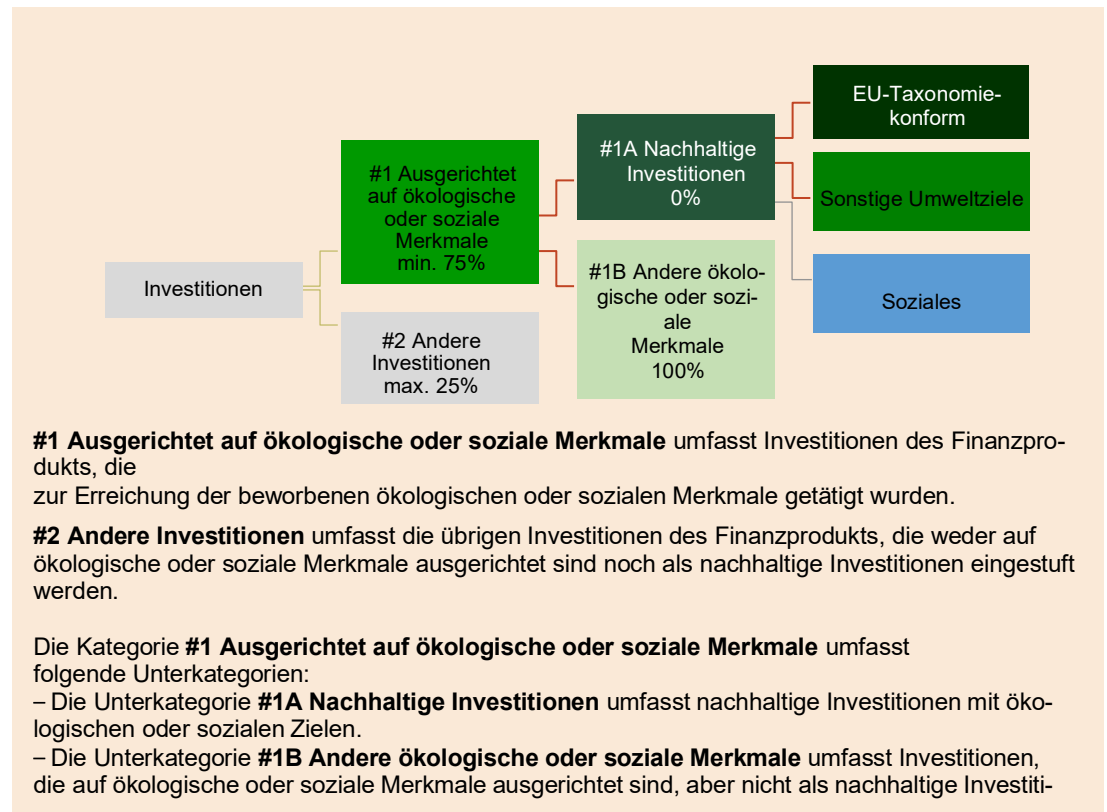 Investitionen
#1 Ausgerichtet
auf ökologische
oder soziale
Merkmale
min. 75%
#2 Andere
Investitionen
max. 25%
#1A Nachhaltige
Investitionen
0%
#1B Andere ökolo-
gische oder sozi-
ale
Merkmale
100%
EU-Taxonomie-
konform
Sonstige Umweltziele
Soziales
#1 Ausgerichtet auf ökologische oder soziale Merkmale umfasst Investitionen des Finanzpro-
dukts, die
zur Erreichung der beworbenen ökologischen oder sozialen Merkmale getätigt wurden.
#2 Andere Investitionen umfasst die übrigen Investitionen des Finanzprodukts, die weder auf
ökologische oder soziale Merkmale ausgerichtet sind noch als nachhaltige Investitionen eingestuft
werden.
Die Kategorie #1 Ausgerichtet auf ökologische oder soziale Merkmale umfasst
folgende Unterkategorien:
– Die Unterkategorie #1A Nachhaltige Investitionen umfasst nachhaltige Investitionen mit öko-
logischen oder sozialen Zielen.
– Die Unterkategorie #1B Andere ökologische oder soziale Merkmale umfasst Investitionen,
die auf ökologische oder soziale Merkmale ausgerichtet sind, aber nicht als nachhaltige Investiti-